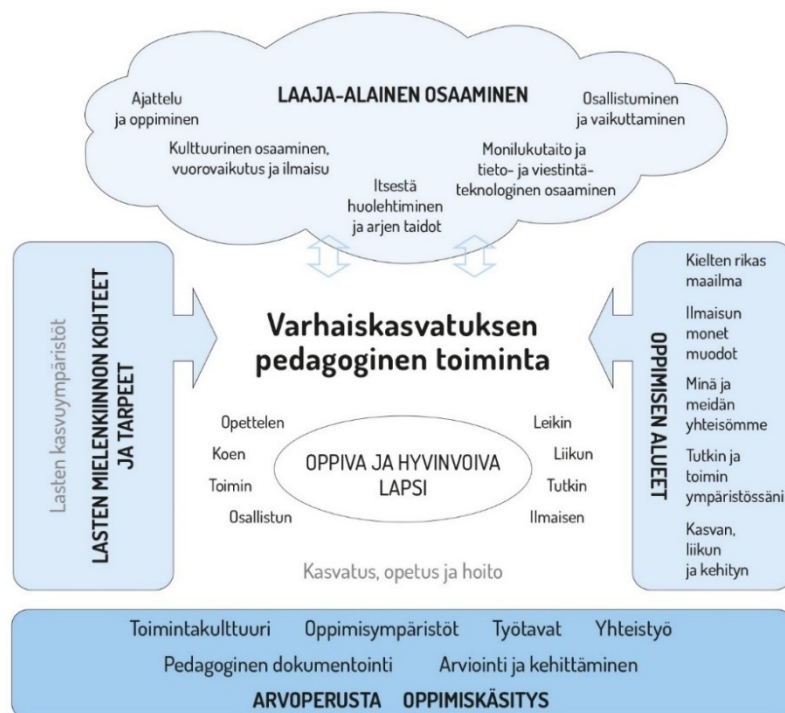 LAAJA-ALAINEN OSAAMINEN
Ajattelu
ja oppiminen
Osallistuminen
ja vaikuttaminen
Kulttuurinen osaaminen,
vuorovaikutus ja ilmaisu
Monilukutaito ja
tieto- ja viestintä-
teknologinen osaaminen
Itsestä
huolehtiminen
ja arjen taidot
Lasten kasvuympäristöt
LASTEN MIELENKIINNON KOHTEET
JA TARPEET
Varhaiskasvatuksen
pedagoginen toiminta
Opettelen
Koen
Toimin
Osallistun
OPPIVA JA HYVINVOIVA
LAPSI
Leikin
Liikun
Tutkin
Ilmaisen
Kasvatus, opetus ja hoito
OPPIMISEN ALUEET
Kielten rikas
maailma
Ilmaisun
monet
muodot
Minä ja
meidän
yhteisömme
Tutkin ja
toimin
ympäristössäni
Kasvan,
liikun
ja kehityn
Toimintakulttuuri Oppimisympäristöt Työtavat Yhteistyö
Pedagoginen dokumentointi Arviointi ja kehittäminen
ARVOPERUSTA OPPIMISKÄSITYS